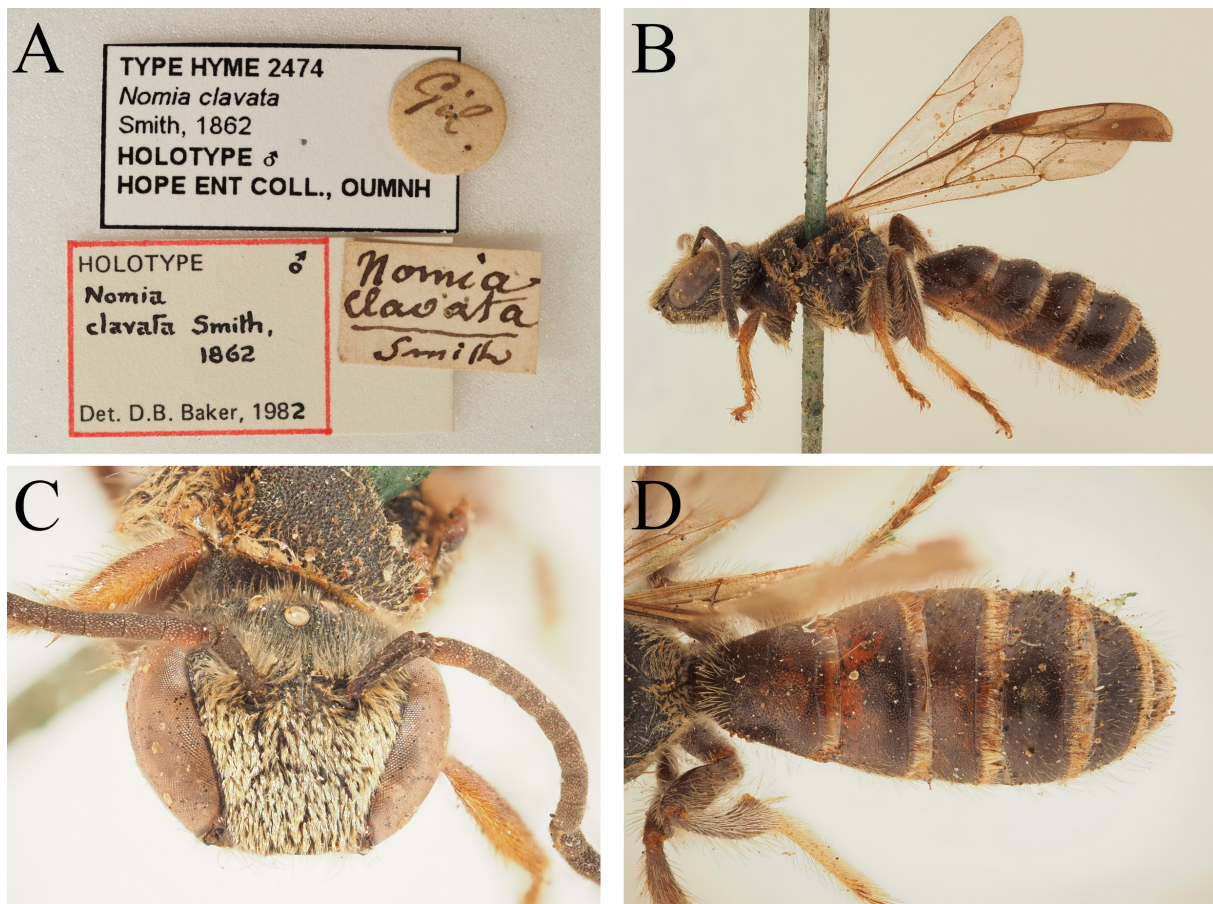 A
TYPE HYME 2474
Nomia clavata
Smith, 1862
HOLOTYPE ♂
HOPE ENT COLL., OUMNH
Gil.
HOLOTYPE ♂
Nomia
clavata Smith,
1862
Det. D.B. Baker, 1982
Nomia
clavata
Smith
B
C
D